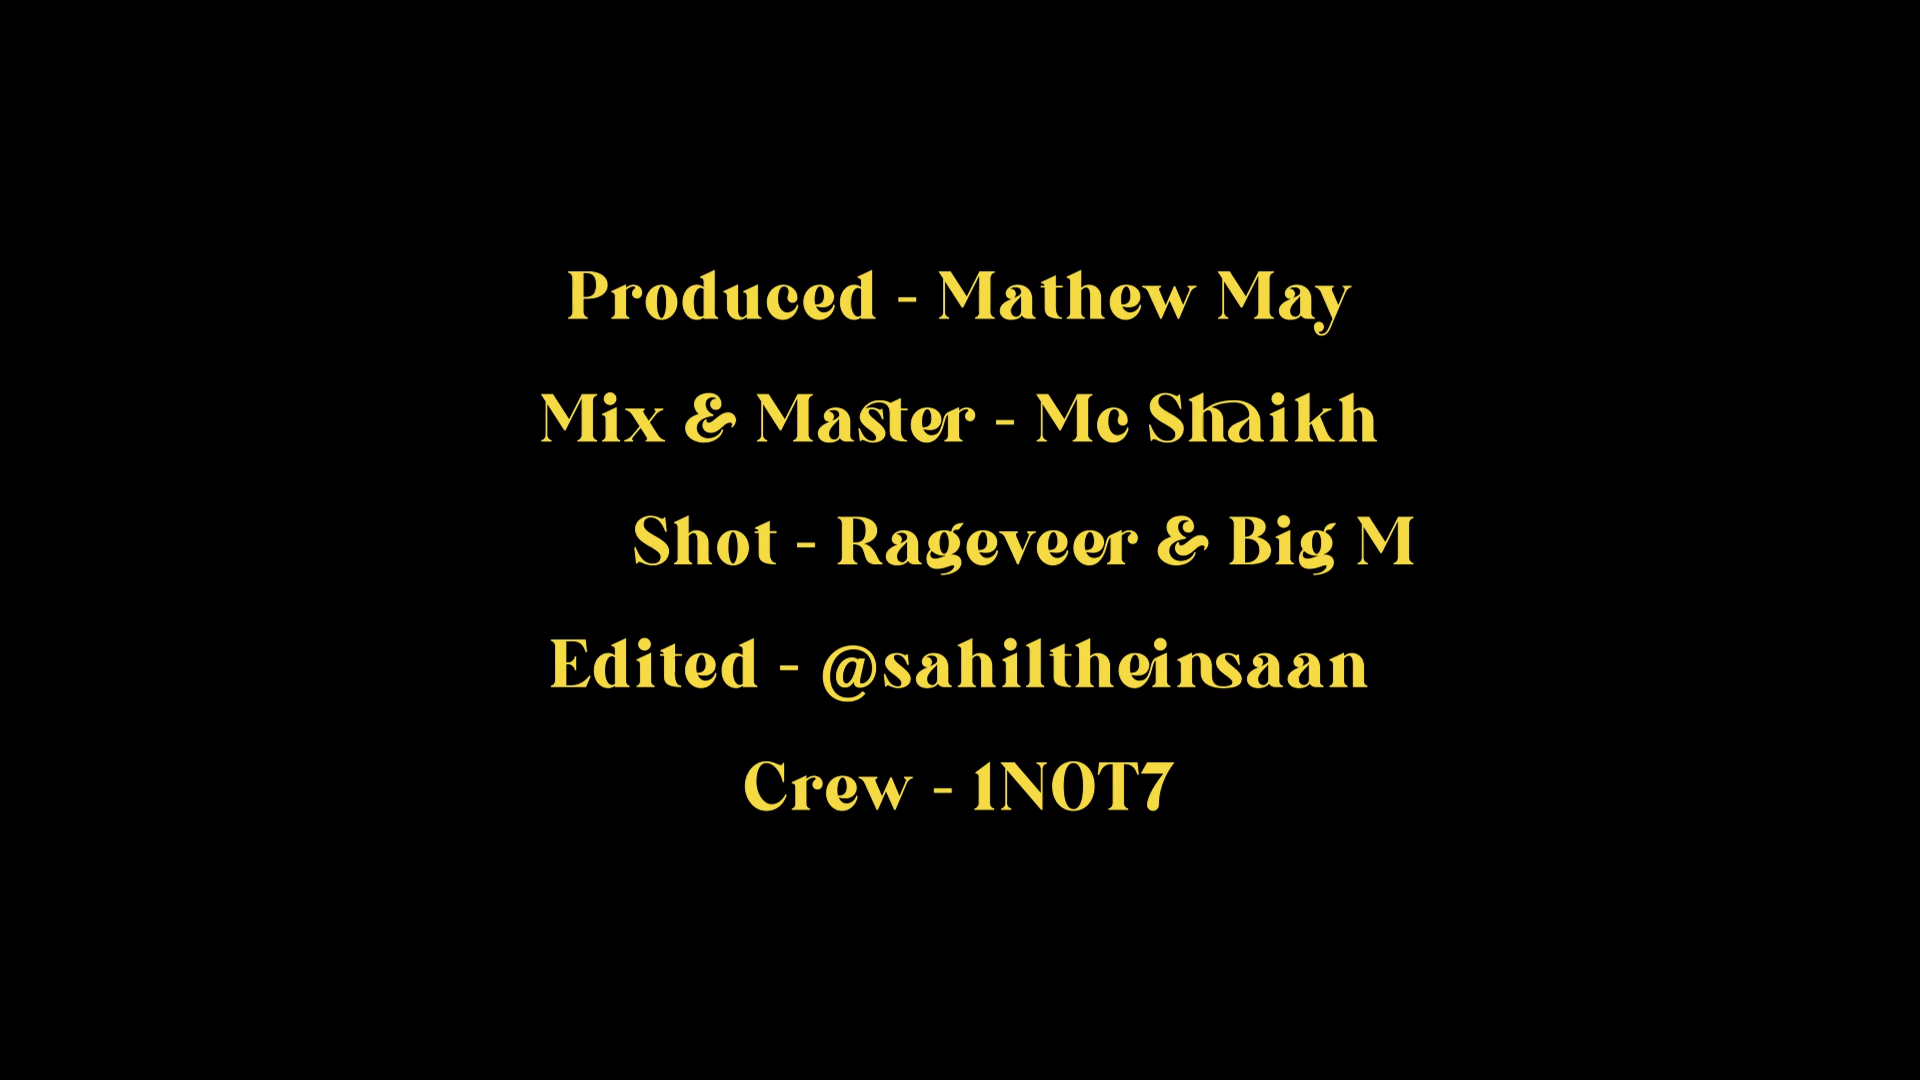 Produced - Mathew May
Mix & Master - Mc Shaikh
Shot - Rageveer & Big M
Edited - @sahiltheinsaan
Crew - 1NOT7